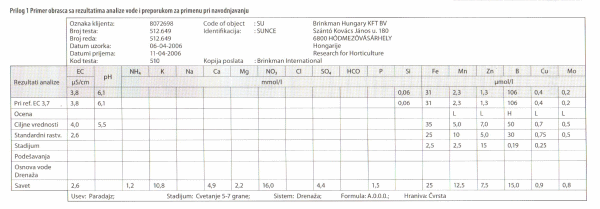 Prilog 1 Primer obrasca sa rezultatima analize vode i preporukom za primenu pri navodnjavanju
Oznaka klijenta: 8072698 Code of object : SU Brinkman Hungary KFT BV
Broj testa: 512.649 Identifikacija: : SUNCE Szántó Kovács János u. 180
Broj reda: 512.649 6800 HÓDMEZŐVÁSÁRHELY
Datum uzorka: 06-04-2006 Hongarije
Datumi prijema: 11-04-2006 Research for Horticulture
Kod testa: 510 Kopija poslata : Brinkman International
Rezultati analize EC pH NH₄ K Na Ca Mg NO₃ Cl SO₄ HCO P Si Fe Mn Zn B Cu Mo
µS/cm mmol/l µmol/l
3,8 6,1 0,06 31 2,3 1,3 106 0,4 0,2
Pri ref. EC 3,7 3,8 6,1 0,06 31 2,3 1,3 106 0,4 0,2
Ocena L L H L L
Ciljne vrednosti 4,0 5,5 35 5,0 7,0 50 0,7 0,5
Standardni rastv. 2,6 25 10 5,0 30 0,75 0,5
Stadijum 2,5 2,5 15 0,19 0,25
Podešavanja
Osnova vode
Drenaža
Savet 2,6 1,2 10,8 4,9 2,2 16,0 4,4 1,5 25 12,5 7,5 15,0 0,9 0,8
Usev: Paradajz; Stadijum: Cvetanje 5-7 grane; Sistem: Drenaža; Formula: A.0.0.0.; Hraniva: Čvrsta